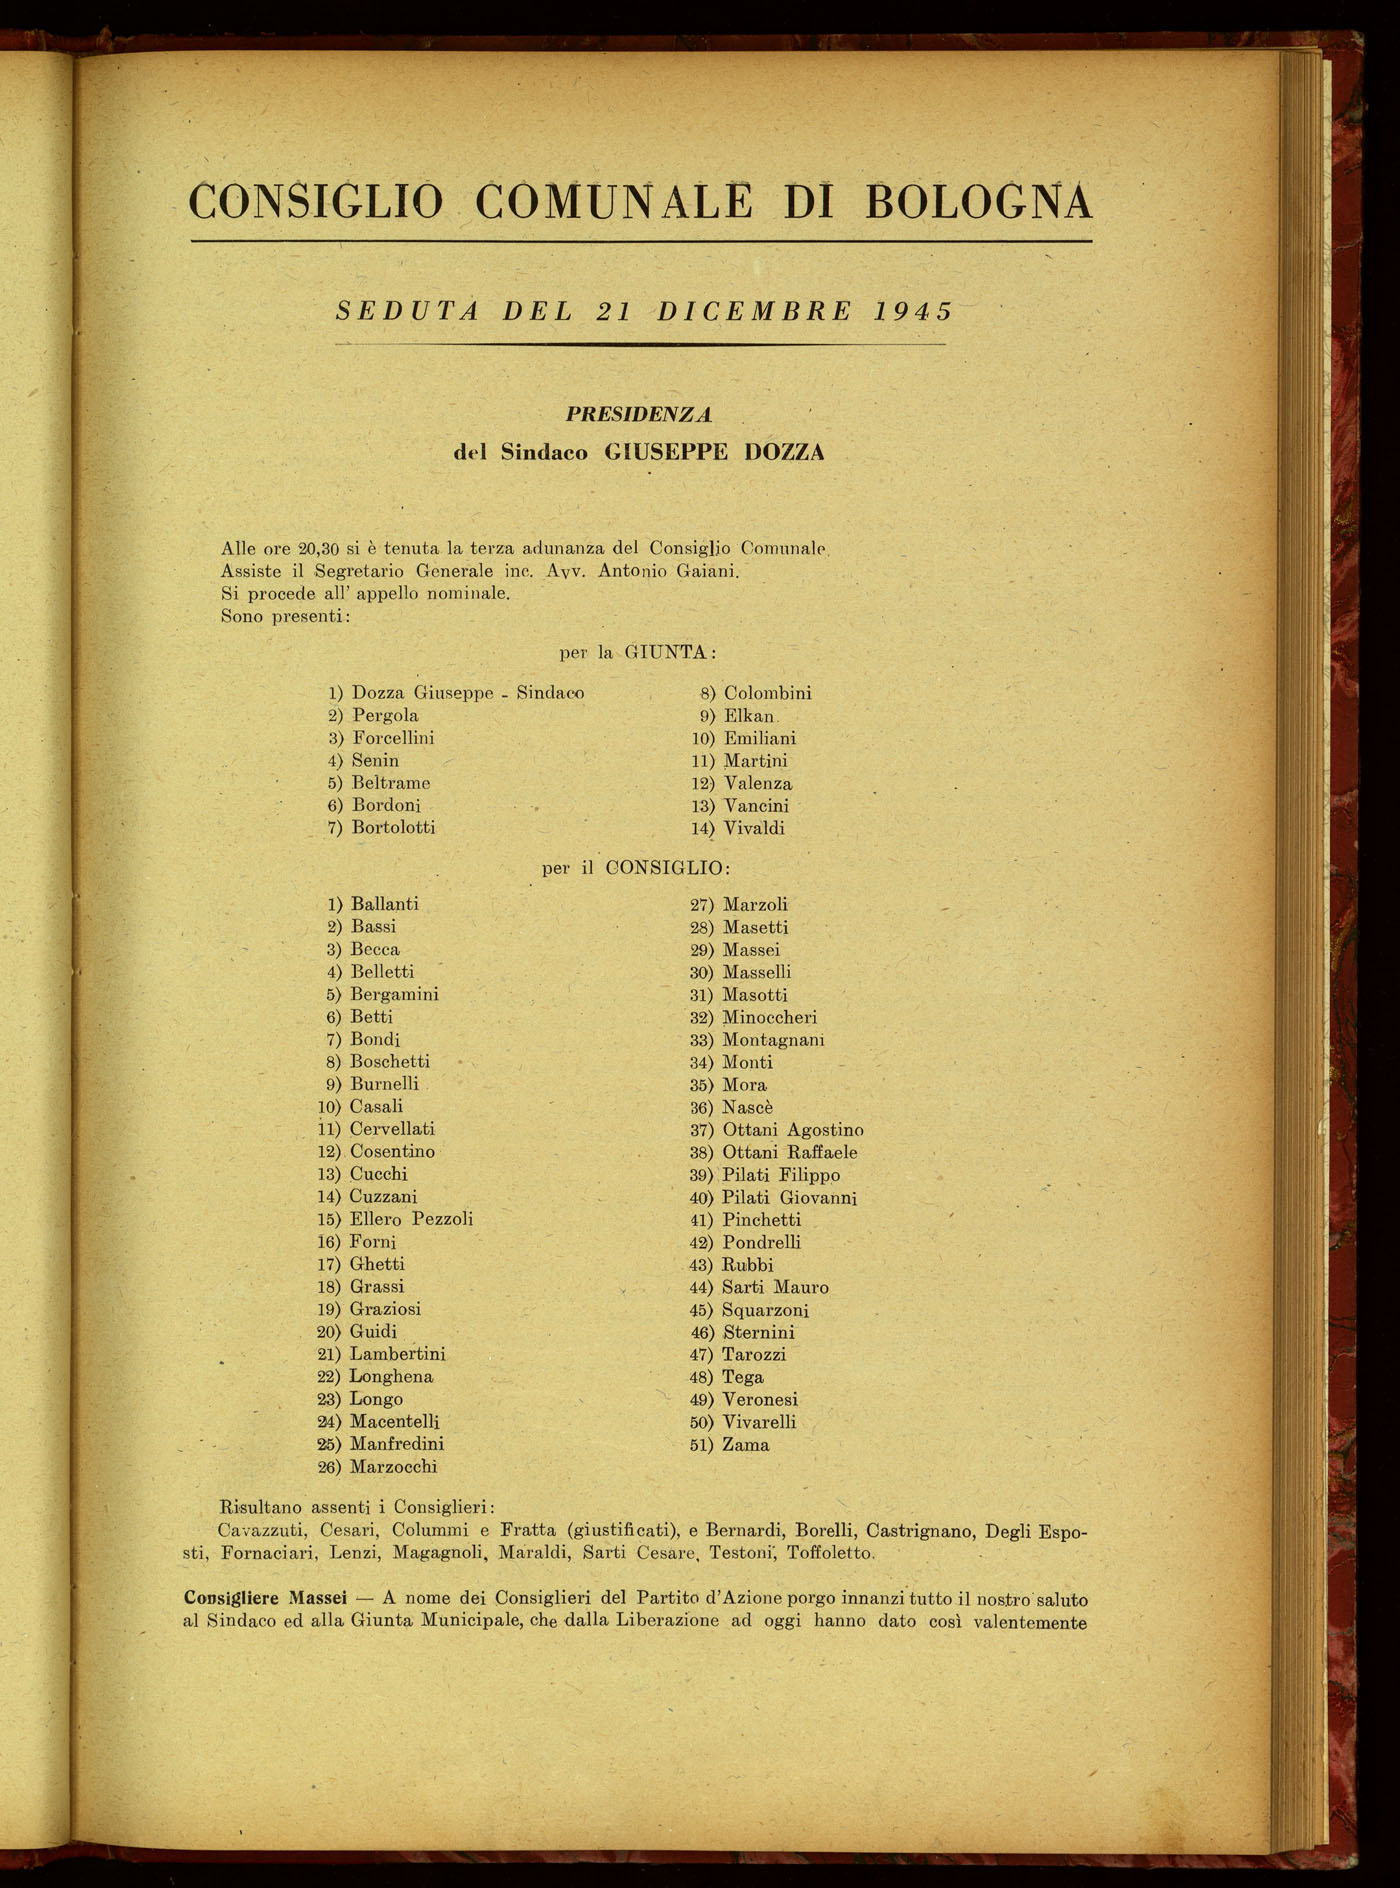 CONSIGLIO COMUNALE DI BOLOGNA
SEDUTA DEL 21 DICEMBRE 1945
PRESIDENZA
del Sindaco GIUSEPPE DOZZA
Alle ore 20,30 si è tenuta la terza adunanza del Consiglio Comunale.
Assiste il Segretario Generale inc. Avv. Antonio Gaiani.
Si procede all' appello nominale.
Sono presenti:
per la GIUNTA:
1) Dozza Giuseppe - Sindaco
2) Pergola
3) Forcellini
4) Senin
5) Beltrame
6) Bordoni
7) Bortolotti
8) Colombini
9) Elkan
10) Emiliani
11) Martini
12) Valenza
13) Vancini
14) Vivaldi
per il CONSIGLIO:
1) Ballanti
2) Bassi
3) Becca
4) Belletti
5) Bergamini
6) Betti
7) Bondi
8) Boschetti
9) Burnelli
10) Casali
11) Cervellati
12) Cosentino
13) Cucchi
14) Cuzzani
15) Ellero Pezzoli
16) Forni
17) Ghetti
18) Grassi
19) Graziosi
20) Guidi
21) Lambertini
22) Longhena
23) Longo
24) Macentelli
25) Manfredini
26) Marzocchi
27) Marzoli
28) Masetti
29) Massei
30) Masselli
31) Masotti
32) Minoccheri
33) Montagnani
34) Monti
35) Mora
36) Nascè
37) Ottani Agostino
38) Ottani Raffaele
39) Pilati Filippo
40) Pilati Giovanni
41) Pinchetti
42) Pondrelli
43) Rubbi
44) Sarti Mauro
45) Squarzoni
46) Sternini
47) Tarozzi
48) Tega
49) Veronesi
50) Vivarelli
51) Zama
Risultano assenti i Consiglieri:
Cavazzuti, Cesari, Colummi e Fratta (giustificati), e Bernardi, Borelli, Castrignano, Degli Espo-
sti, Fornaciari, Lenzi, Magagnoli, Maraldi, Sarti Cesare, Testoni, Toffoletto.
Consigliere Massei — A nome dei Consiglieri del Partito d'Azione porgo innanzi tutto il nostro saluto
al Sindaco ed alla Giunta Municipale, che dalla Liberazione ad oggi hanno dato così valentemente